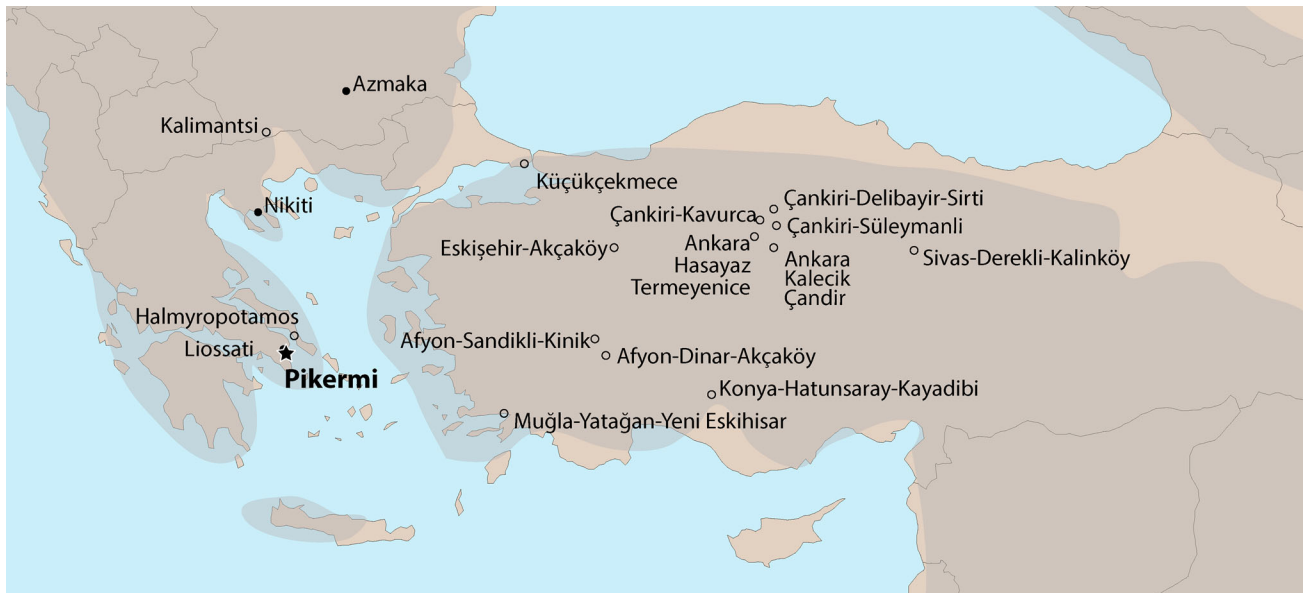 Azmaka
Kalimantsi
Küçükçekmece
Nikiti
Çankiri-Delibayir-Sirti
Çankiri-Kavurca
Çankiri-Süleymanli
Eskişehir-Akçaköy
Ankara
Hasayaz
Termeyenice
Ankara
Kalecik
Çandir
Sivas-Derekli-Kalinköy
Halmyropotamos
Liossati
Pikermi
Afyon-Sandikli-Kinik
Afyon-Dinar-Akçaköy
Konya-Hatunsaray-Kayadibi
Muğla-Yatağan-Yeni Eskihisar